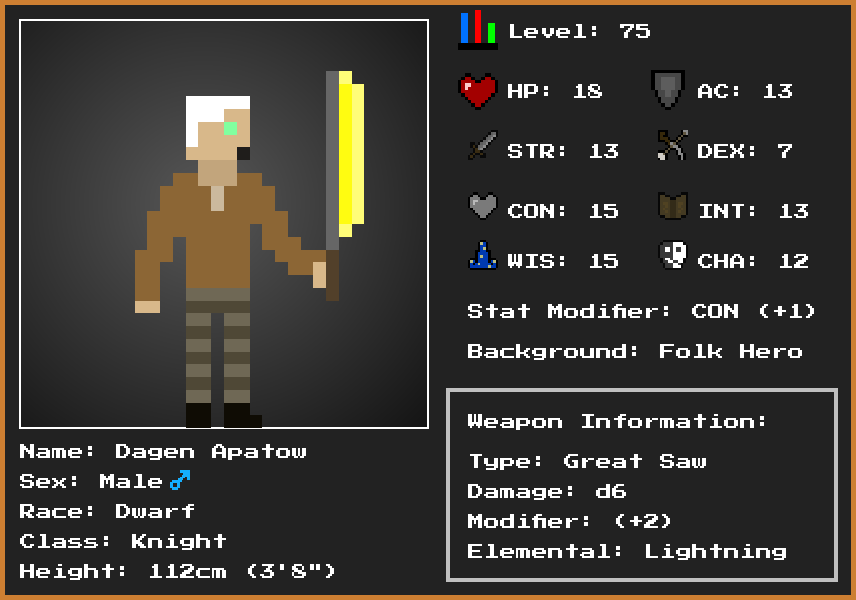 Level: 75
HP: 18
AC: 13
STR: 13
DEX: 7
CON: 15
INT: 13
WIS: 15
CHA: 12
Stat Modifier: CON (+1)
Background: Folk Hero
Name: Dagen Apatow
Sex: Male♂
Race: Dwarf
Class: Knight
Height: 112cm (3'8")
Weapon Information:
Type: Great Saw
Damage: d6
Modifier: (+2)
Elemental: Lightning